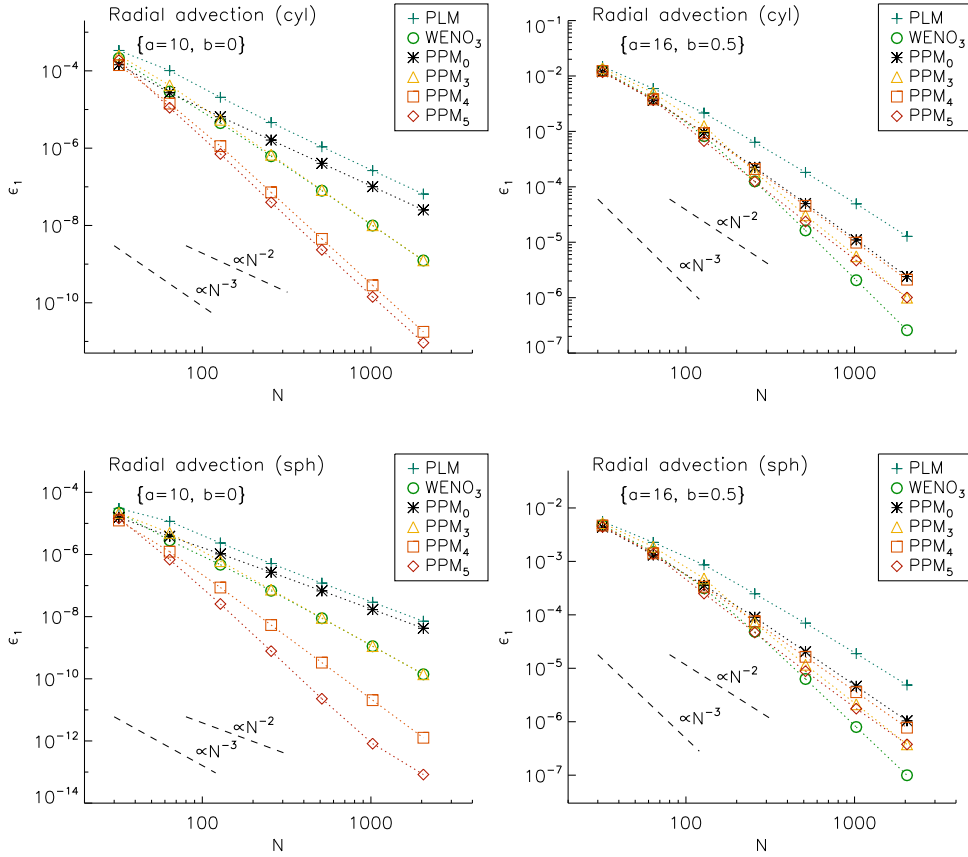 Radial advection (cyl)
{a=10, b=0}
PLM
WENO₃
PPM₀
PPM₃
PPM₄
PPM₅
10⁻⁴
10⁻⁶
10⁻⁸
10⁻¹⁰
ϵ₁
∝N⁻²
∝N⁻³
100
1000
N
Radial advection (cyl)
{a=16, b=0.5}
PLM
WENO₃
PPM₀
PPM₃
PPM₄
PPM₅
10⁻¹
10⁻²
10⁻³
10⁻⁴
10⁻⁵
10⁻⁶
10⁻⁷
ϵ₁
∝N⁻²
∝N⁻³
100
1000
N
Radial advection (sph)
{a=10, b=0}
PLM
WENO₃
PPM₀
PPM₃
PPM₄
PPM₅
10⁻⁴
10⁻⁶
10⁻⁸
10⁻¹⁰
10⁻¹²
10⁻¹⁴
ϵ₁
∝N⁻²
∝N⁻³
100
1000
N
Radial advection (sph)
{a=16, b=0.5}
PLM
WENO₃
PPM₀
PPM₃
PPM₄
PPM₅
10⁻²
10⁻³
10⁻⁴
10⁻⁵
10⁻⁶
10⁻⁷
ϵ₁
∝N⁻²
∝N⁻³
100
1000
N